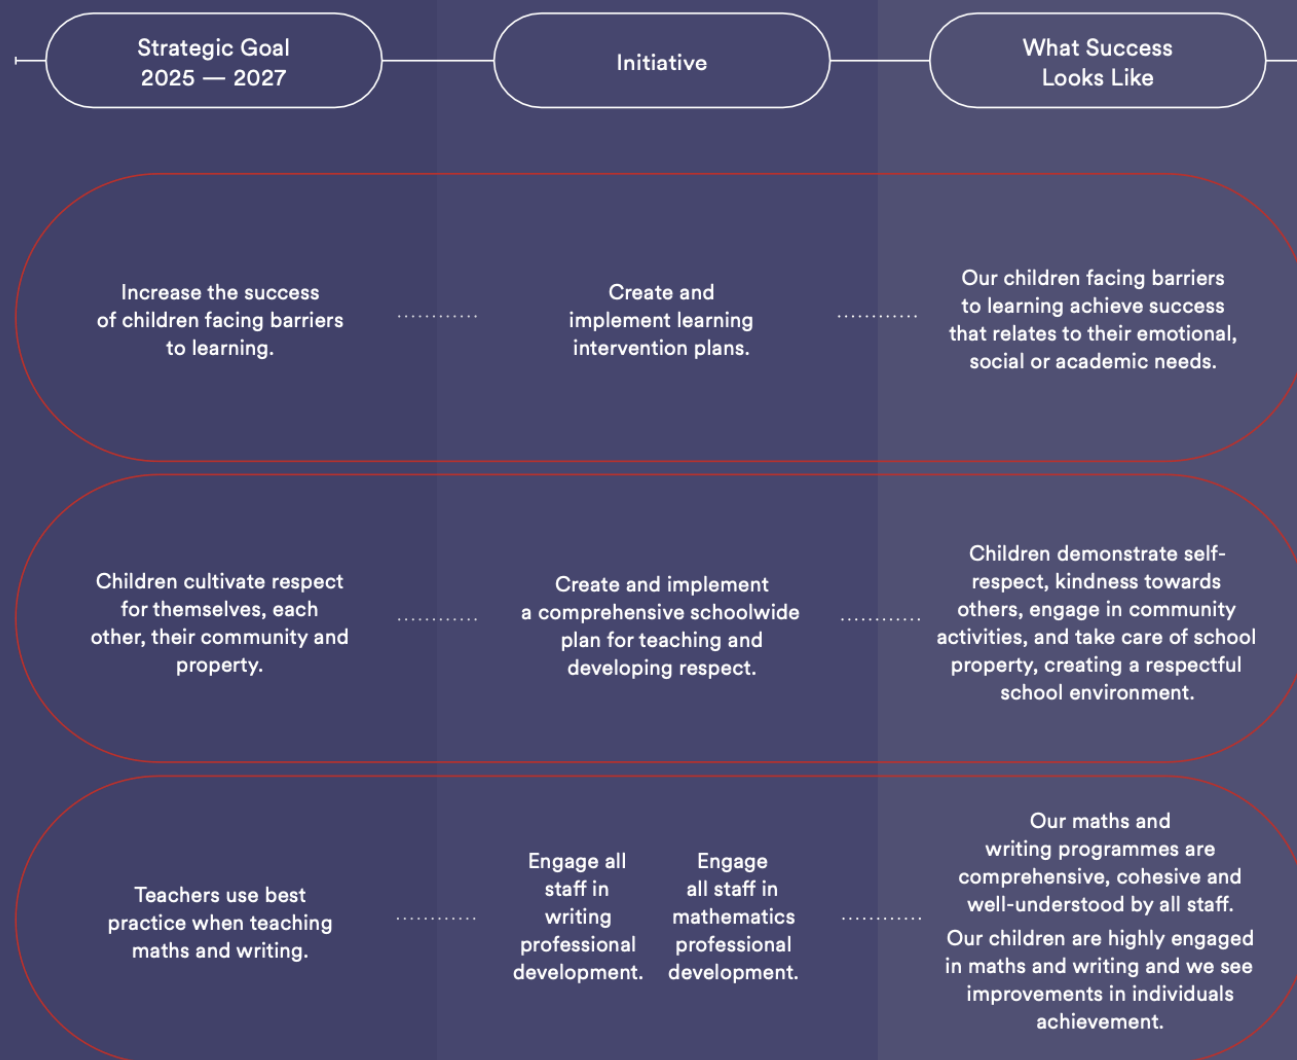 Strategic Goal
2025 — 2027
Initiative
What Success
Looks Like
Increase the success
of children facing barriers
to learning.
Create and
implement learning
intervention plans.
Our children facing barriers
to learning achieve success
that relates to their emotional,
social or academic needs.
Children cultivate respect
for themselves, each
other, their community and
property.
Create and implement
a comprehensive schoolwide
plan for teaching and
developing respect.
Children demonstrate self-
respect, kindness towards
others, engage in community
activities, and take care of school
property, creating a respectful
school environment.
Teachers use best
practice when teaching
maths and writing.
Engage all
staff in
writing
professional
development.
Engage
all staff in
mathematics
professional
development.
Our maths and
writing programmes are
comprehensive, cohesive and
well-understood by all staff.
Our children are highly engaged
in maths and writing and we see
improvements in individuals
achievement.